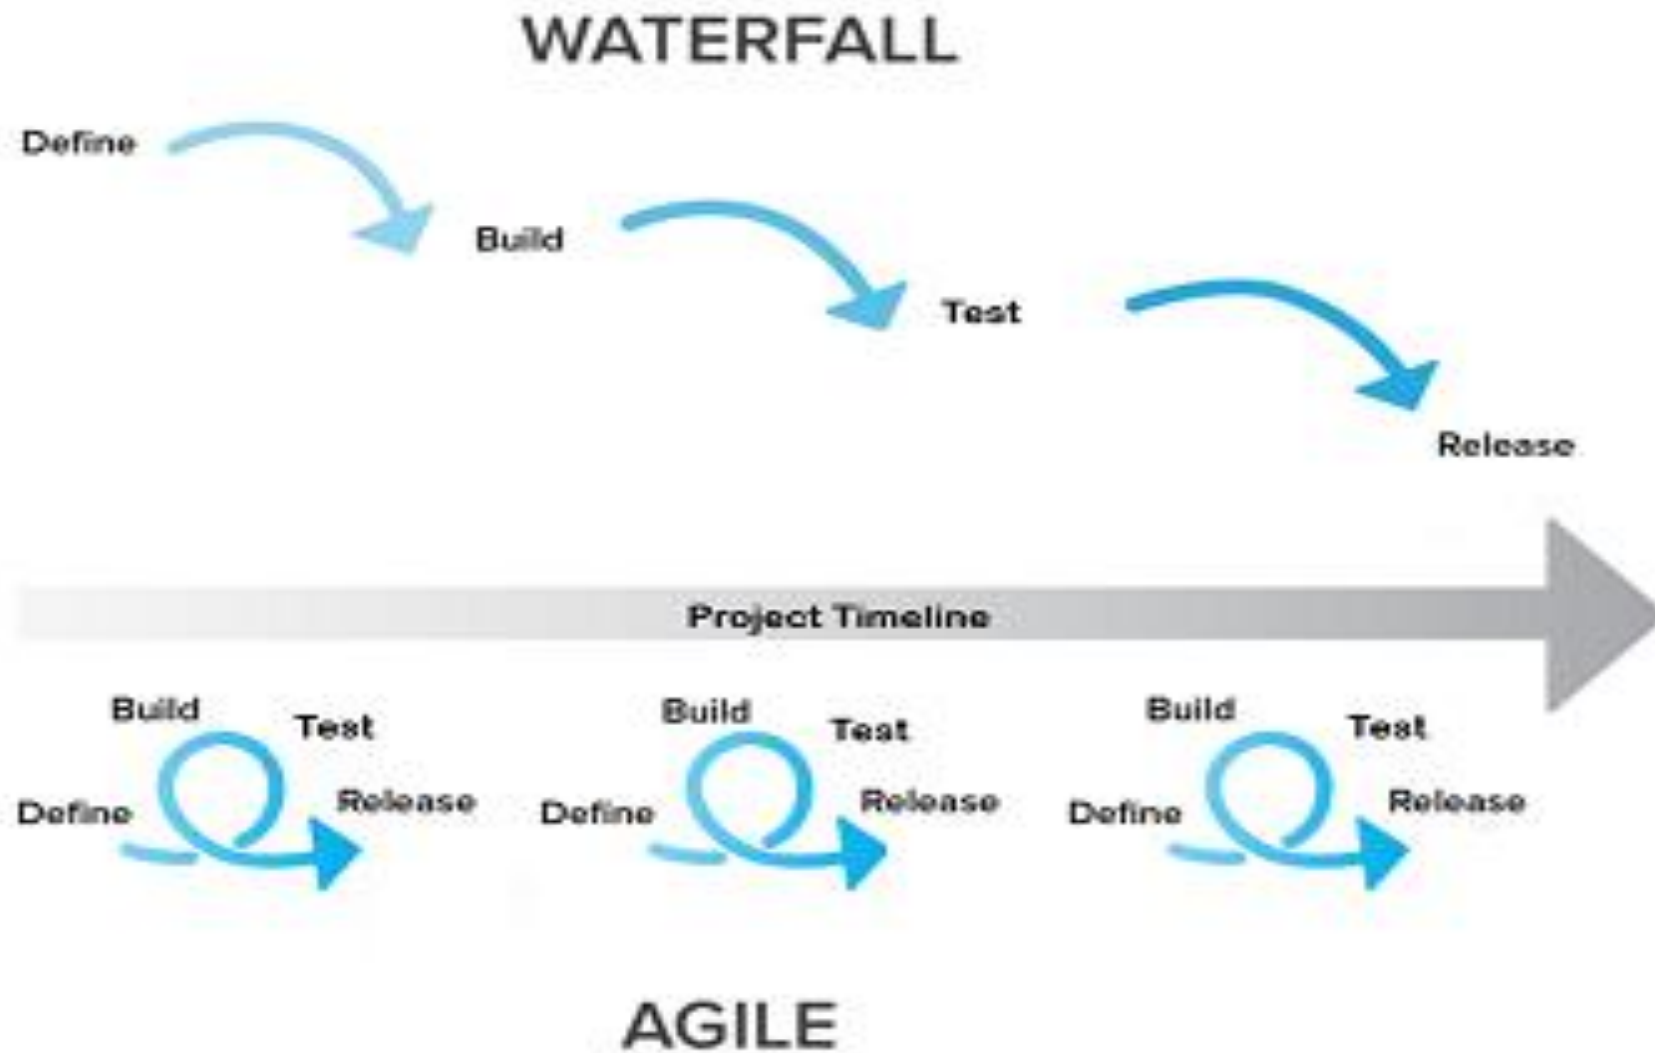 WATERFALL
Define
Build
Test
Release
Project Timeline
Build
Test
Define
Release
Build
Test
Define
Release
Build
Test
Define
Release
AGILE